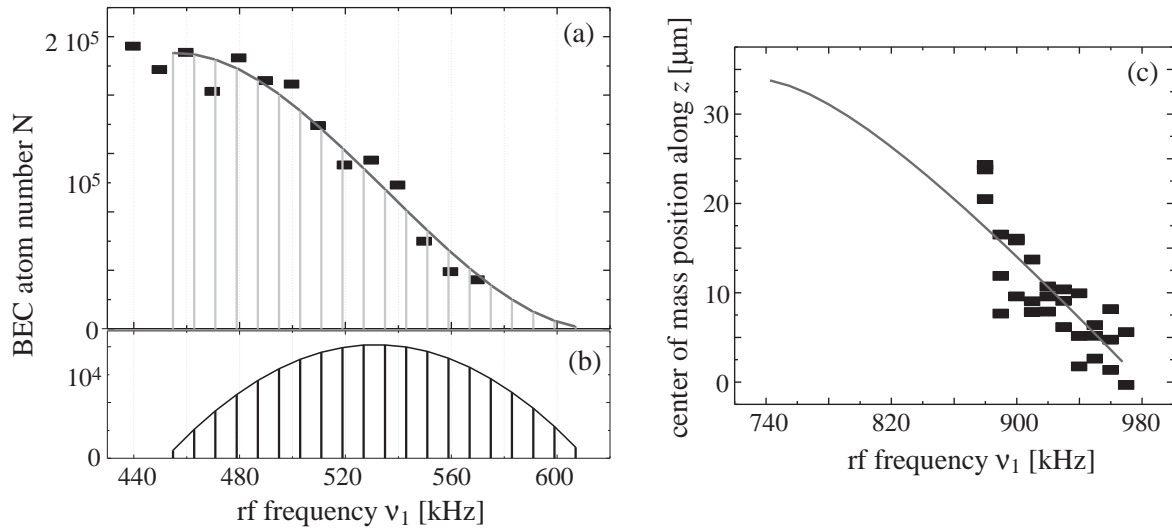 BEC atom number N
2 10⁵
10⁵
0
(a)
10⁴
0
(b)
440 480 520 560 600
rf frequency ν₁ [kHz]
center of mass position along z [μm]
30
20
10
0
(c)
740 820 900 980
rf frequency ν₁ [kHz]